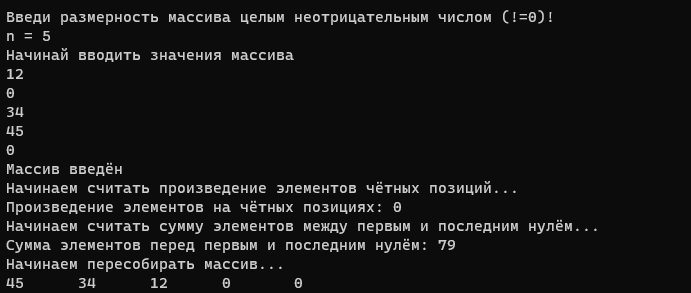 Введи размерность массива целым неотрицательным числом (!=0)!
n = 5
Начинай вводить значения массива
12
0
34
45
0
Массив введён
Начинаем считать произведение элементов чётных позиций...
Произведение элементов на чётных позициях: 0
Начинаем считать сумму элементов между первым и последним нулём...
Сумма элементов перед первым и последним нулём: 79
Начинаем пересобирать массив...
45 34 12 0 0